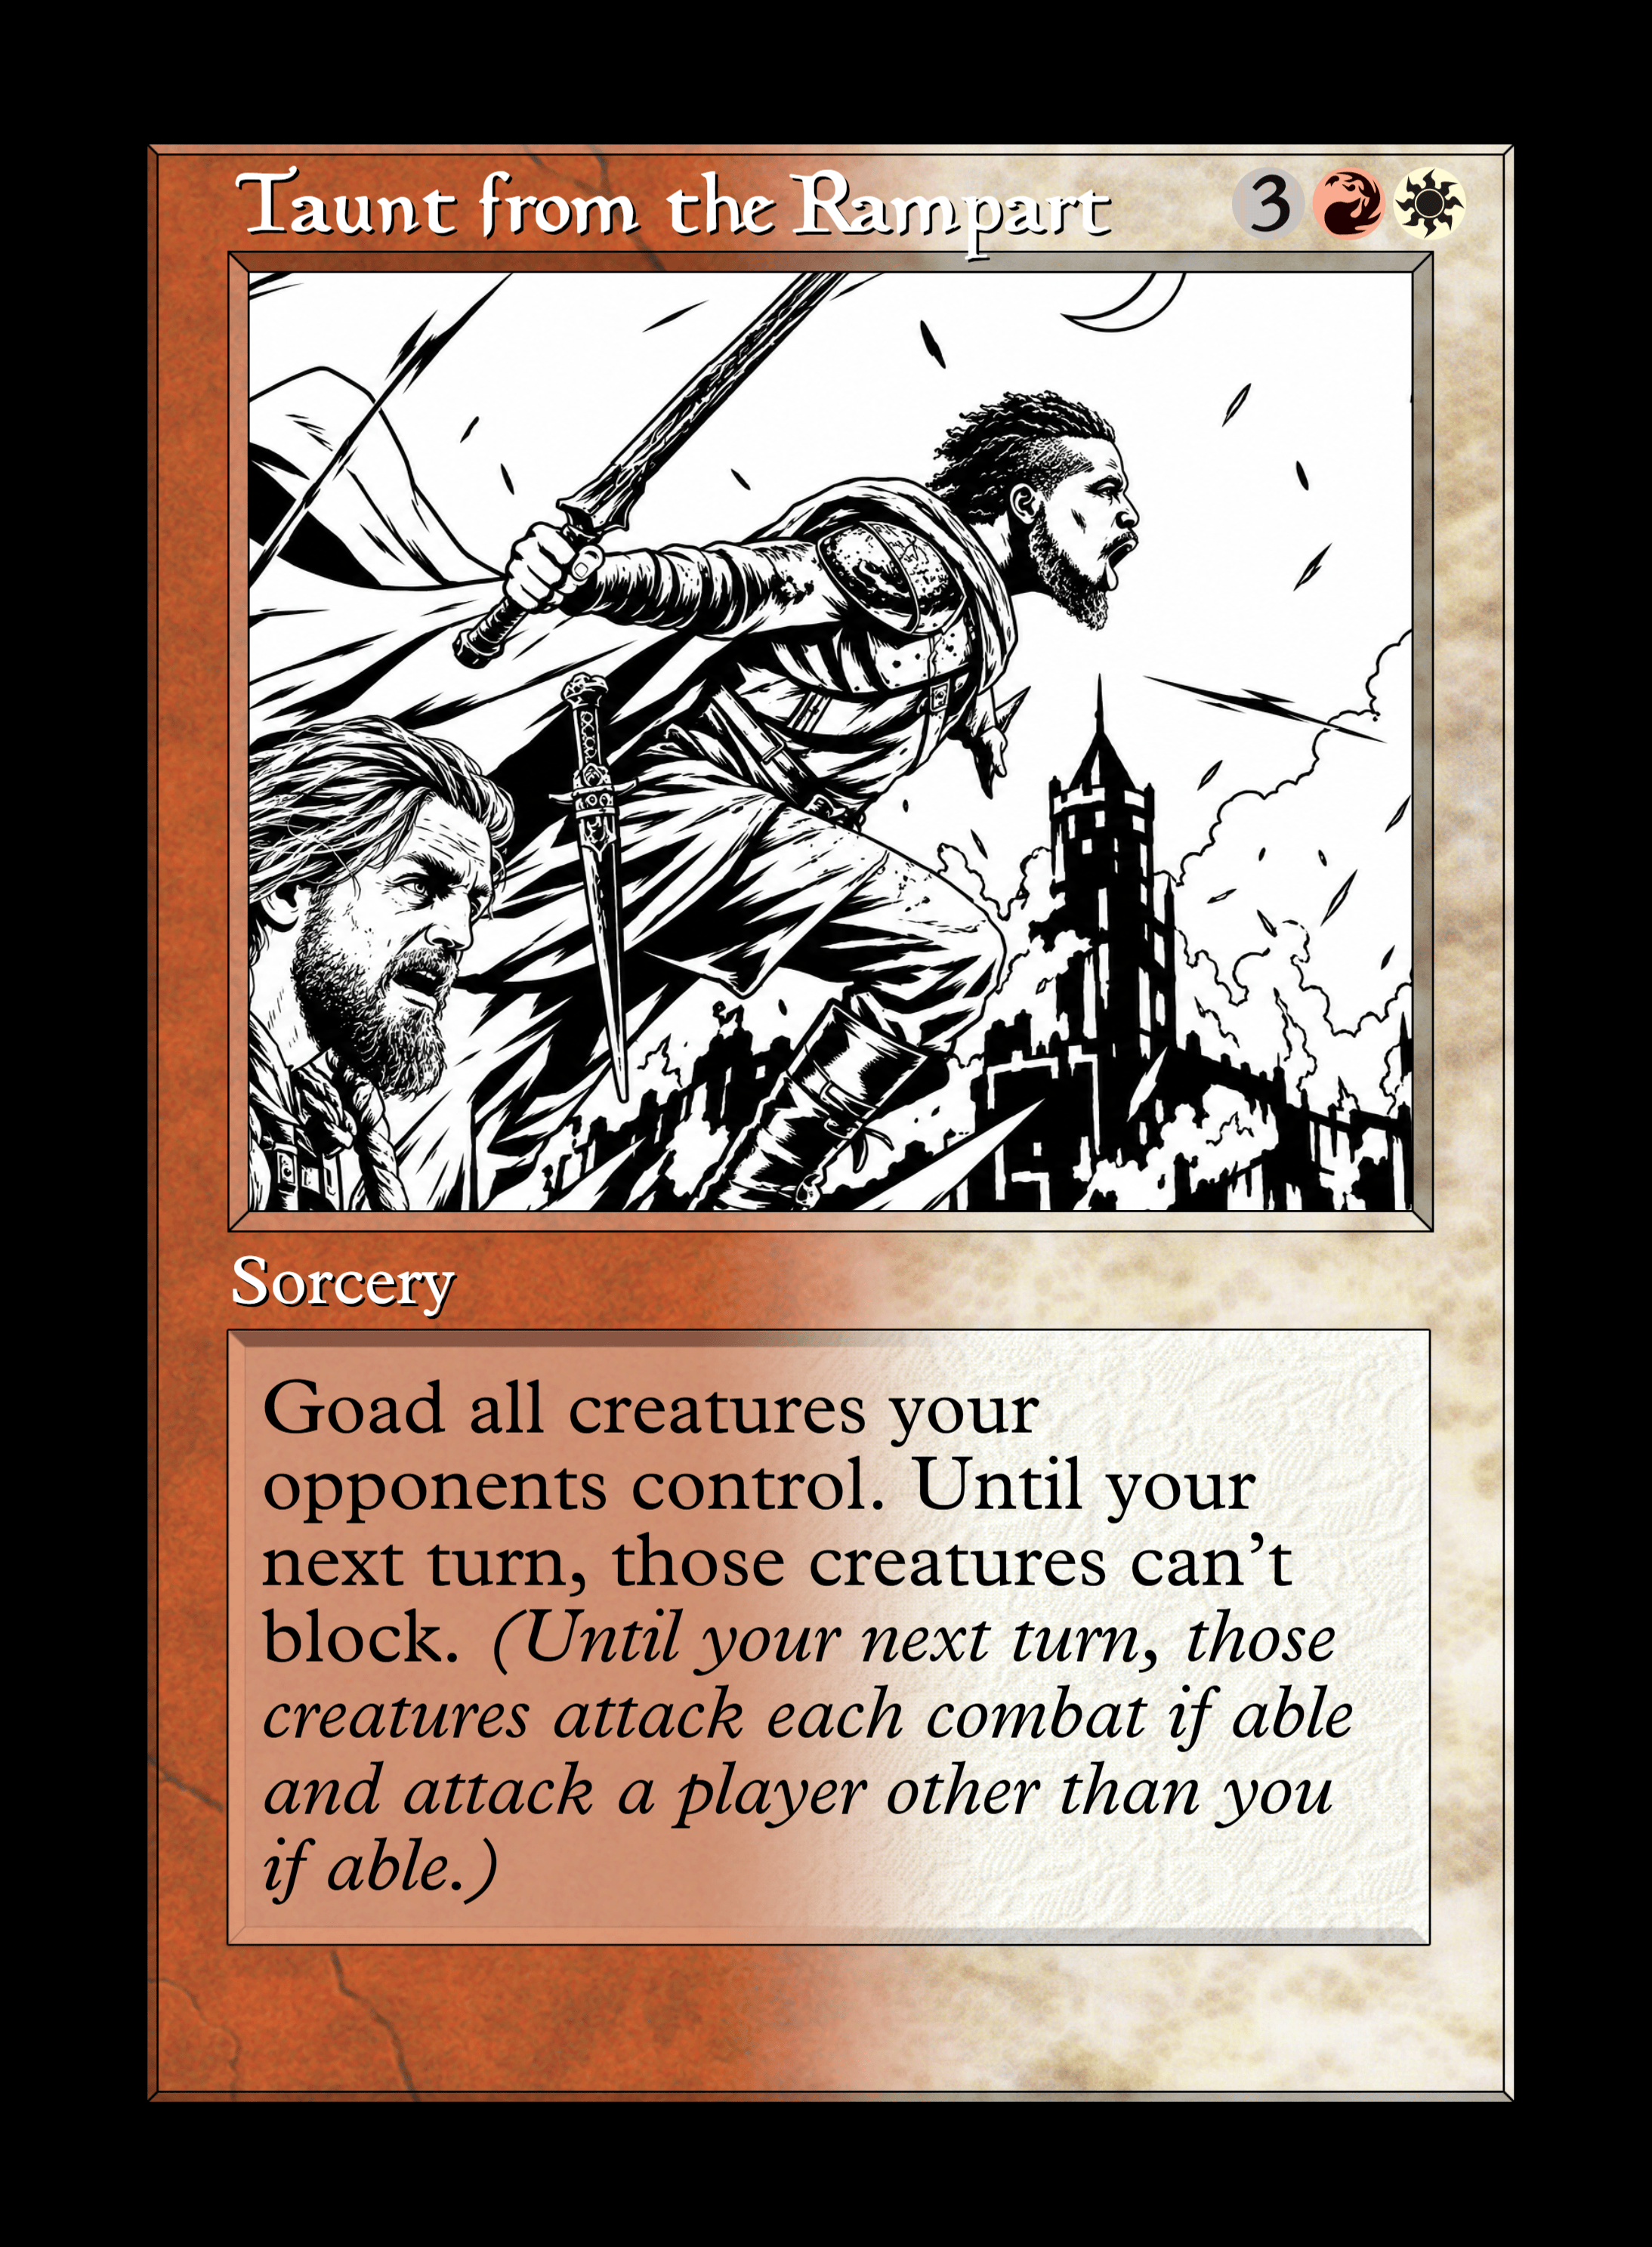 Taunt from the Rampart 3
Sorcery
Goad all creatures your
opponents control. Until your
next turn, those creatures can’t
block. (Until your next turn, those
creatures attack each combat if able
and attack a player other than you
if able.)